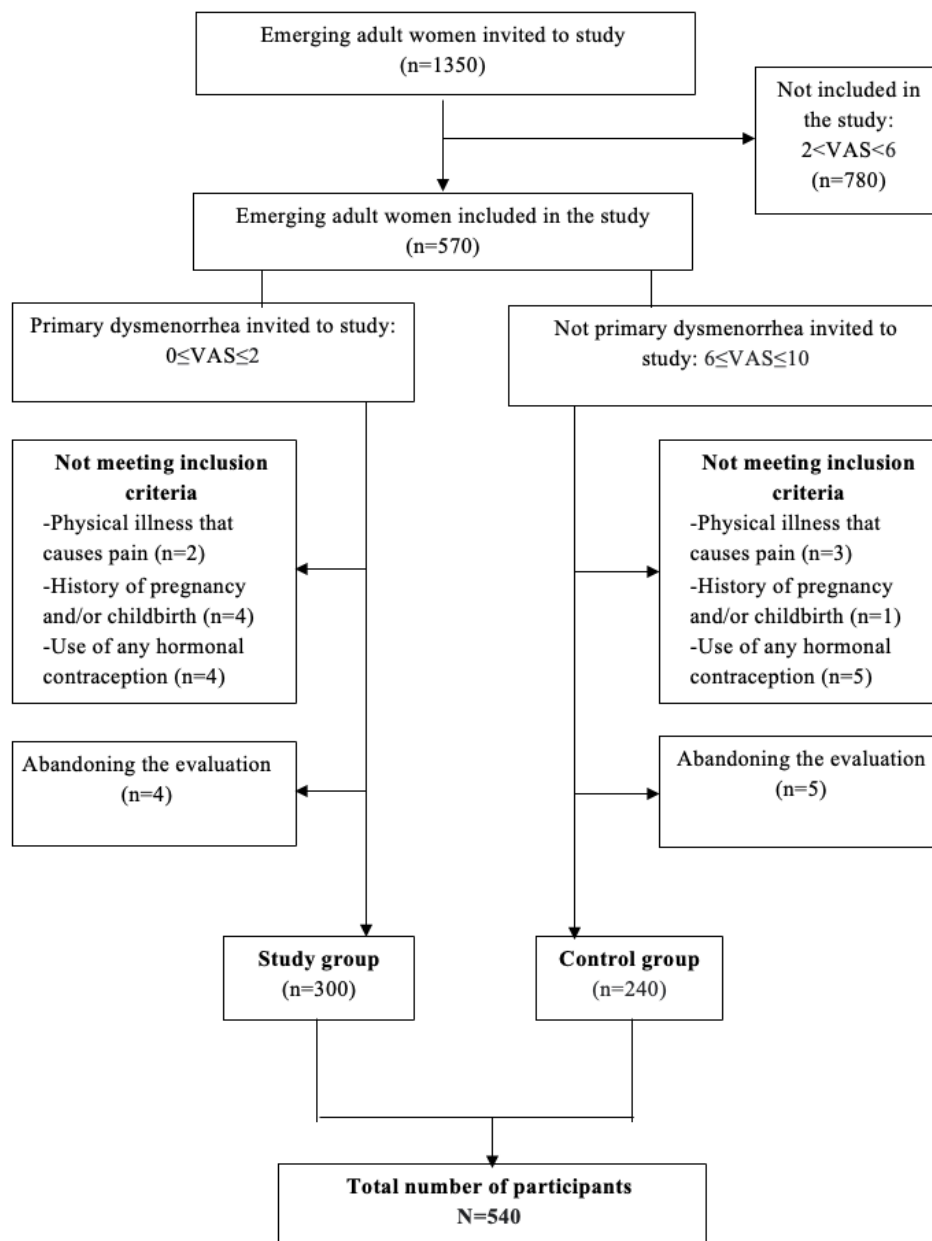 Emerging adult women invited to study
(n=1350)
Not included in
the study:
2<VAS<6
(n=780)
Emerging adult women included in the study
(n=570)
Primary dysmenorrhea invited to study:
0≤VAS≤2
Not primary dysmenorrhea invited to
study: 6≤VAS≤10
Not meeting inclusion
criteria
-Physical illness that
causes pain (n=2)
-History of pregnancy
and/or childbirth (n=4)
-Use of any hormonal
contraception (n=4)
Not meeting inclusion
criteria
-Physical illness that
causes pain (n=3)
-History of pregnancy
and/or childbirth (n=1)
-Use of any hormonal
contraception (n=5)
Abandoning the evaluation
(n=4)
Abandoning the evaluation
(n=5)
Study group
(n=300)
Control group
(n=240)
Total number of participants
N=540